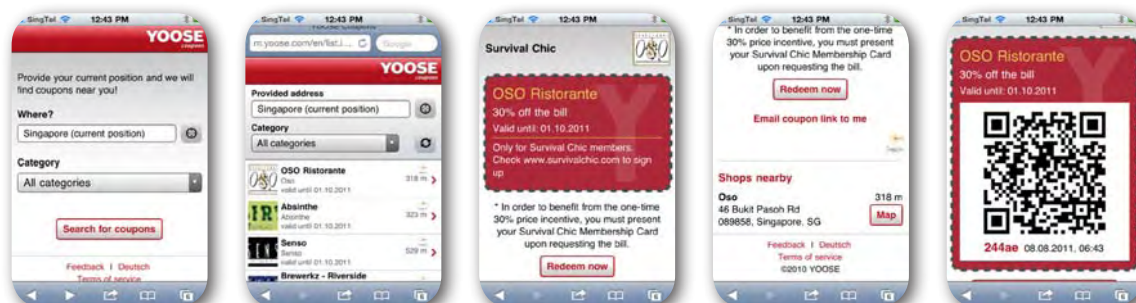 SingTel 12:43 PM
YOOSE
coupons
Provide your current position and we will
find coupons near you!
Where?
Singapore (current position)
Category
All categories
Search for coupons
Feedback | Deutsch
Terms of service
SingTel 12:43 PM
m.yoose.com/en/list.i... Google
YOOSE
coupons
Provided address
Singapore (current position)
Category
All categories
OSO Ristorante
Oso
valid until 01.10.2011
318 m
Absinthe
Absinthe
valid until 01.10.2011
323 m
Senso
Senso
valid until 01.10.2011
529 m
Brewerkz - Riverside
6
SingTel 12:43 PM
Survival Chic
OSO
OSO Ristorante
30% off the bill
Valid until: 01.10.2011
Only for Survival Chic members.
Check www.survivalchic.com to sign
up
* In order to benefit from the one-time
30% price incentive, you must present
your Survival Chic Membership Card
upon requesting the bill.
Redeem now
6
SingTel 12:43 PM
* In order to benefit from the one-time
30% price incentive, you must present
your Survival Chic Membership Card
upon requesting the bill.
Redeem now
Email coupon link to me
Shops nearby
Oso 318 m
46 Bukit Pasoh Rd
089858, Singapore. SG
Map
Feedback | Deutsch
Terms of service
©2010 YOOSE
6
SingTel 12:43 PM
OSO Ristorante
30% off the bill
Valid until: 01.10.2011
244ae 08.08.2011, 06:43
6